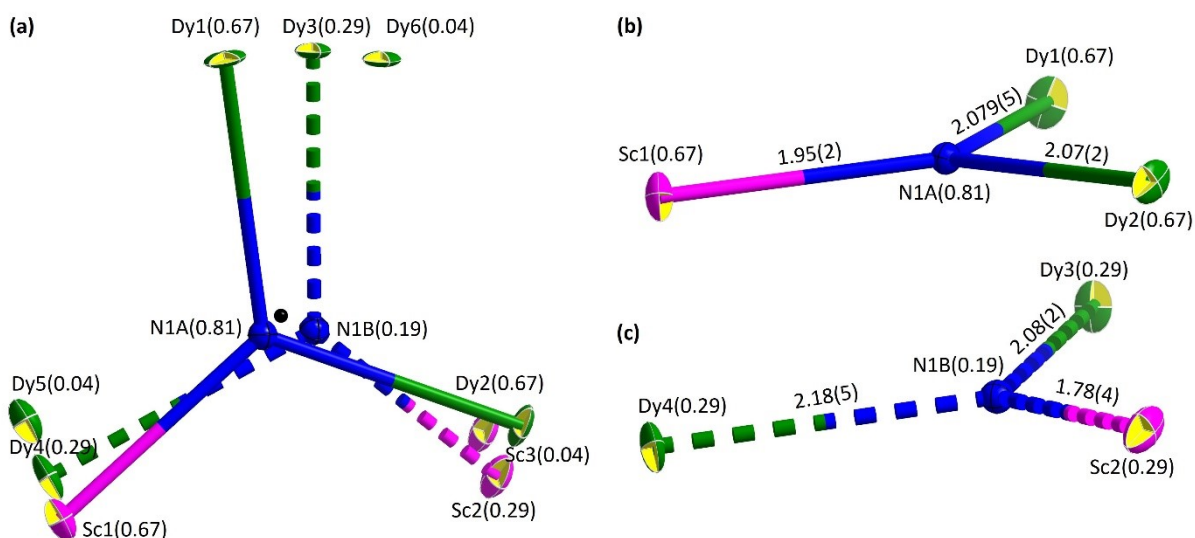 (a)
Dy1(0.67)
Dy3(0.29)
Dy6(0.04)
N1A(0.81)
N1B(0.19)
Dy5(0.04)
Dy4(0.29)
Sc1(0.67)
Dy2(0.67)
Sc3(0.04)
Sc2(0.29)
(b)
Dy1(0.67)
2.079(5)
Sc1(0.67)
1.95(2)
2.07(2)
N1A(0.81)
Dy2(0.67)
(c)
Dy3(0.29)
2.08(2)
N1B(0.19)
1.78(4)
Dy4(0.29)
2.18(5)
Sc2(0.29)